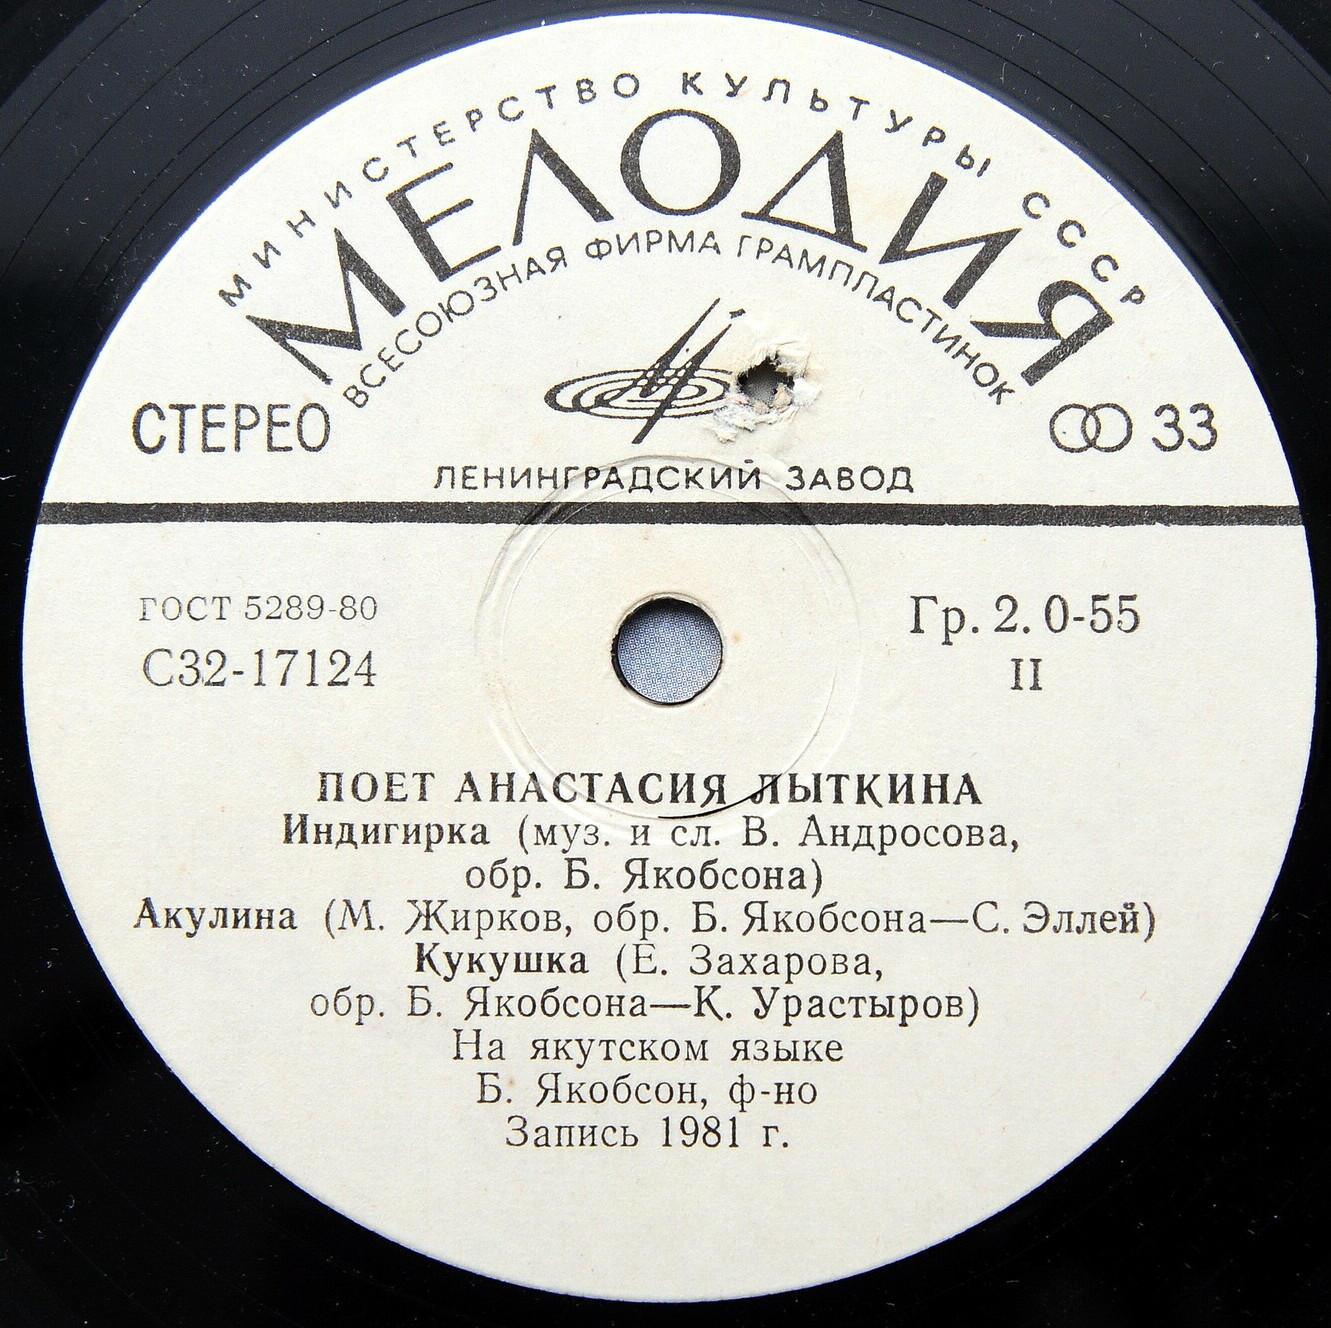 МИНИСТЕРСТВО КУЛЬТУРЫ СССР
МЕЛОДИЯ
ВСЕСОЮЗНАЯ ФИРМА ГРАМПЛАСТИНОК
СТЕРЕО
33
ЛЕНИНГРАДСКИЙ ЗАВОД
ГОСТ 5289-80
Гр. 2. 0-55
С32-17124
II
ПОЕТ АНАСТАСИЯ ЛЫТКИНА
Индигирка (муз. и сл. В. Андросова,
обр. Б. Якобсона)
Акулина (М. Жирков, обр. Б. Якобсона—С. Эллей)
Кукушка (Е. Захарова,
обр. Б. Якобсона—К. Урастыров)
На якутском языке
Б. Якобсон, ф-но
Запись 1981 г.